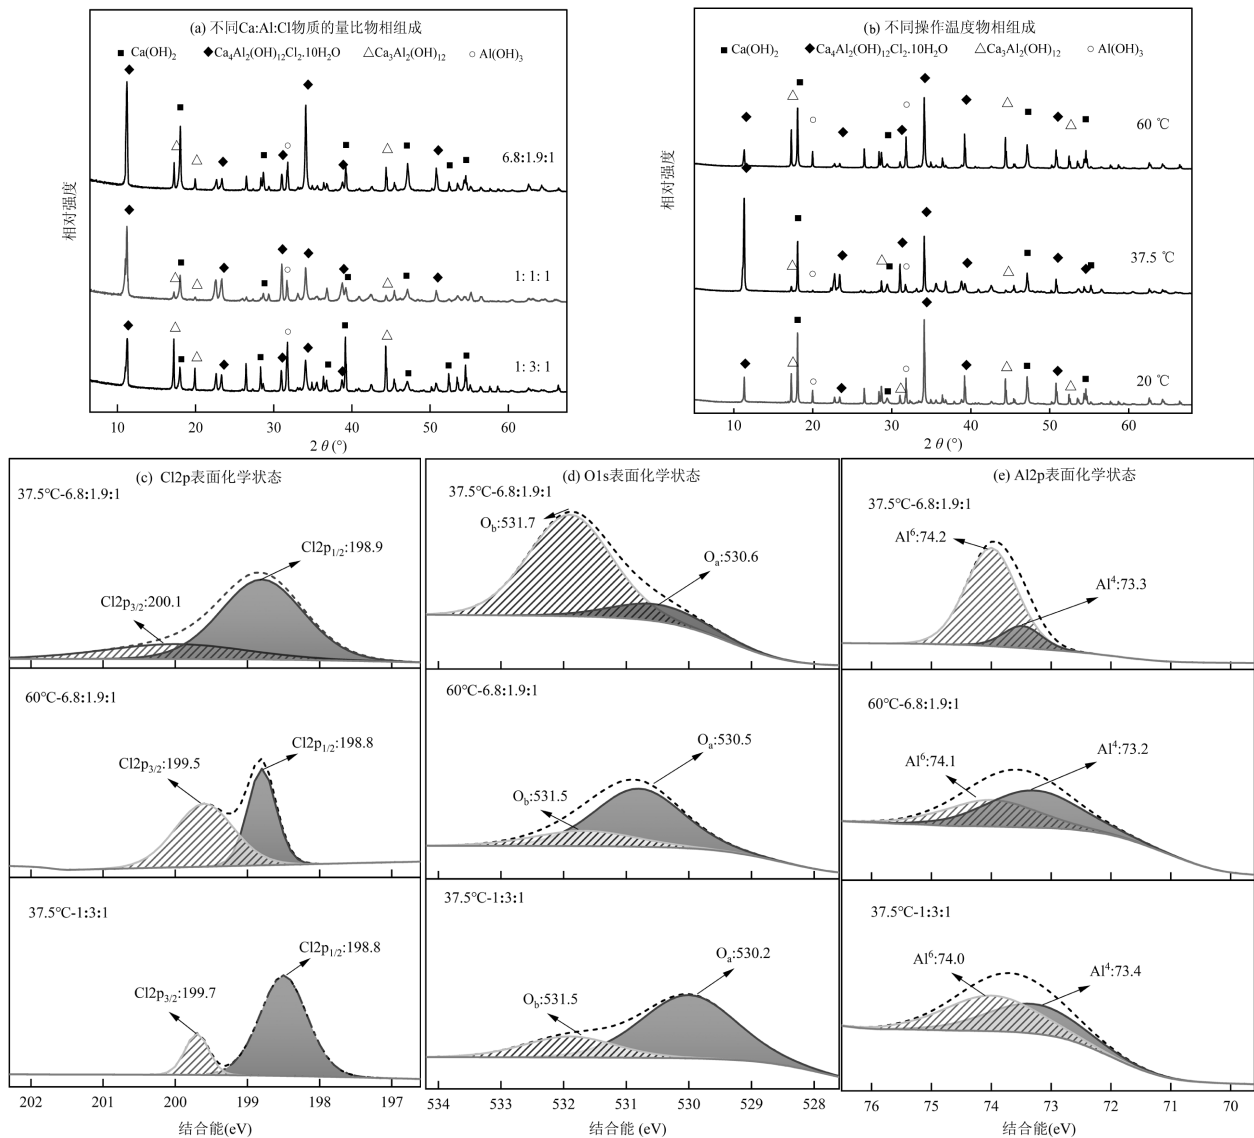 (a) 不同Ca:Al:Cl物质的量比物相组成
■ Ca(OH)₂ ◆ Ca₄Al₂(OH)₁₂Cl₂.10H₂O △ Ca₃Al₂(OH)₁₂ ○ Al(OH)₃
6.8:1.9:1
1:1:1
1:3:1
相对强度
10 20 30 40 50 60
2 θ (°)
(b) 不同操作温度物相组成
■ Ca(OH)₂ ◆ Ca₄Al₂(OH)₁₂Cl₂.10H₂O △ Ca₃Al₂(OH)₁₂ ○ Al(OH)₃
60 ℃
37.5 ℃
20 ℃
相对强度
10 20 30 40 50 60
2 θ (°)
(c) Cl2p表面化学状态
37.5℃-6.8:1.9:1
Cl2p₁/₂:198.9
Cl2p₃/₂:200.1
60℃-6.8:1.9:1
Cl2p₁/₂:198.8
Cl2p₃/₂:199.5
37.5℃-1:3:1
Cl2p₁/₂:198.8
Cl2p₃/₂:199.7
202 201 200 199 198 197
结合能(eV)
(d) O1s表面化学状态
37.5℃-6.8:1.9:1
O_b:531.7
O_a:530.6
60℃-6.8:1.9:1
O_a:530.5
O_b:531.5
37.5℃-1:3:1
O_a:530.2
O_b:531.5
534 533 532 531 530 529 528
结合能 (eV)
(e) Al2p表面化学状态
37.5℃-6.8:1.9:1
Al⁶:74.2
Al⁴:73.3
60℃-6.8:1.9:1
Al⁴:73.2
Al⁶:74.1
37.5℃-1:3:1
Al⁶:74.0
Al⁴:73.4
76 75 74 73 72 71 70
结合能(eV)